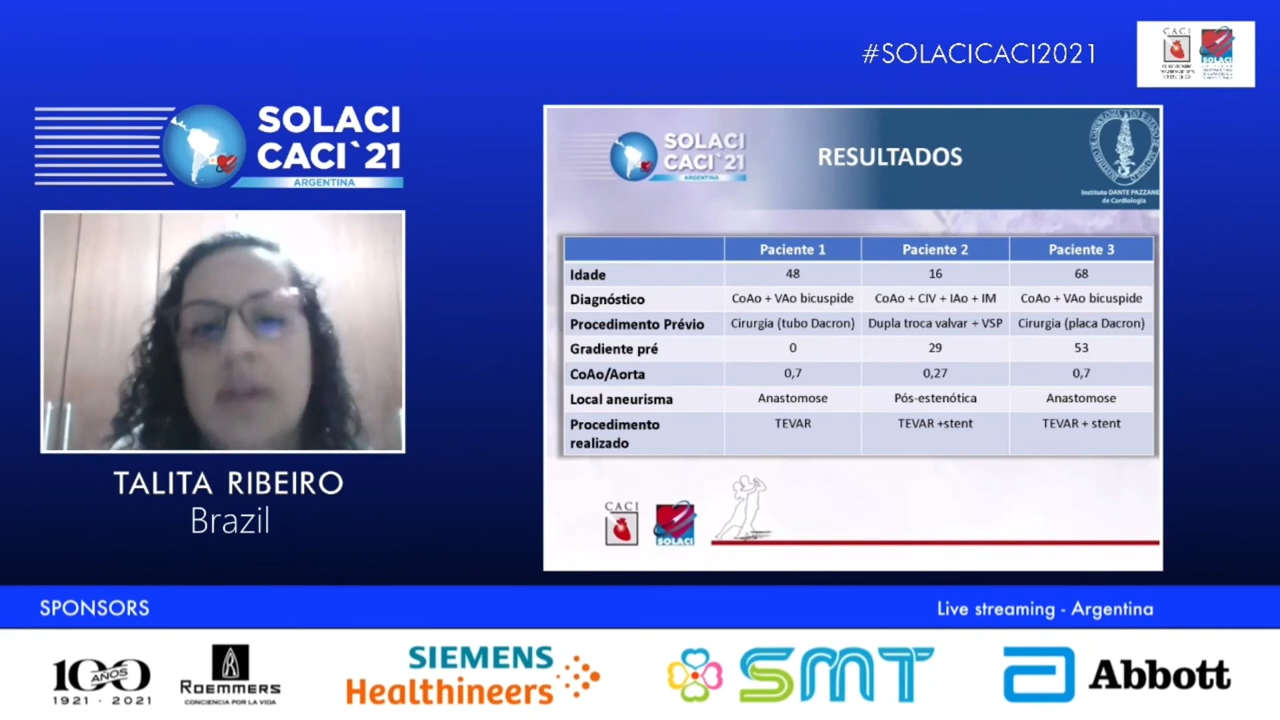 #SOLACICACI2021
CACI
SOLACI
SOLACI
CACI`21
ARGENTINA
TALITA RIBEIRO
Brazil
SOLACI
CACI`21
ARGENTINA
RESULTADOS
Instituto DANTE PAZZANE
de Cardiologia
Paciente 1 Paciente 2 Paciente 3
Idade 48 16 68
Diagnóstico CoAo + VAo bicuspide CoAo + CIV + IAo + IM CoAo + VAo bicuspide
Procedimento Prévio Cirurgia (tubo Dacron) Dupla troca valvar + VSP Cirurgia (placa Dacron)
Gradiente pré 0 29 53
CoAo/Aorta 0,7 0,27 0,7
Local aneurisma Anastomose Pós-estenótica Anastomose
Procedimento realizado TEVAR TEVAR +stent TEVAR + stent
CACI
SOLACI
SPONSORS
Live streaming - Argentina
100
AÑOS
1921 - 2021
ROEMMERS
CONCIENCIA POR LA VIDA
SIEMENS
Healthineers
SMT
Abbott